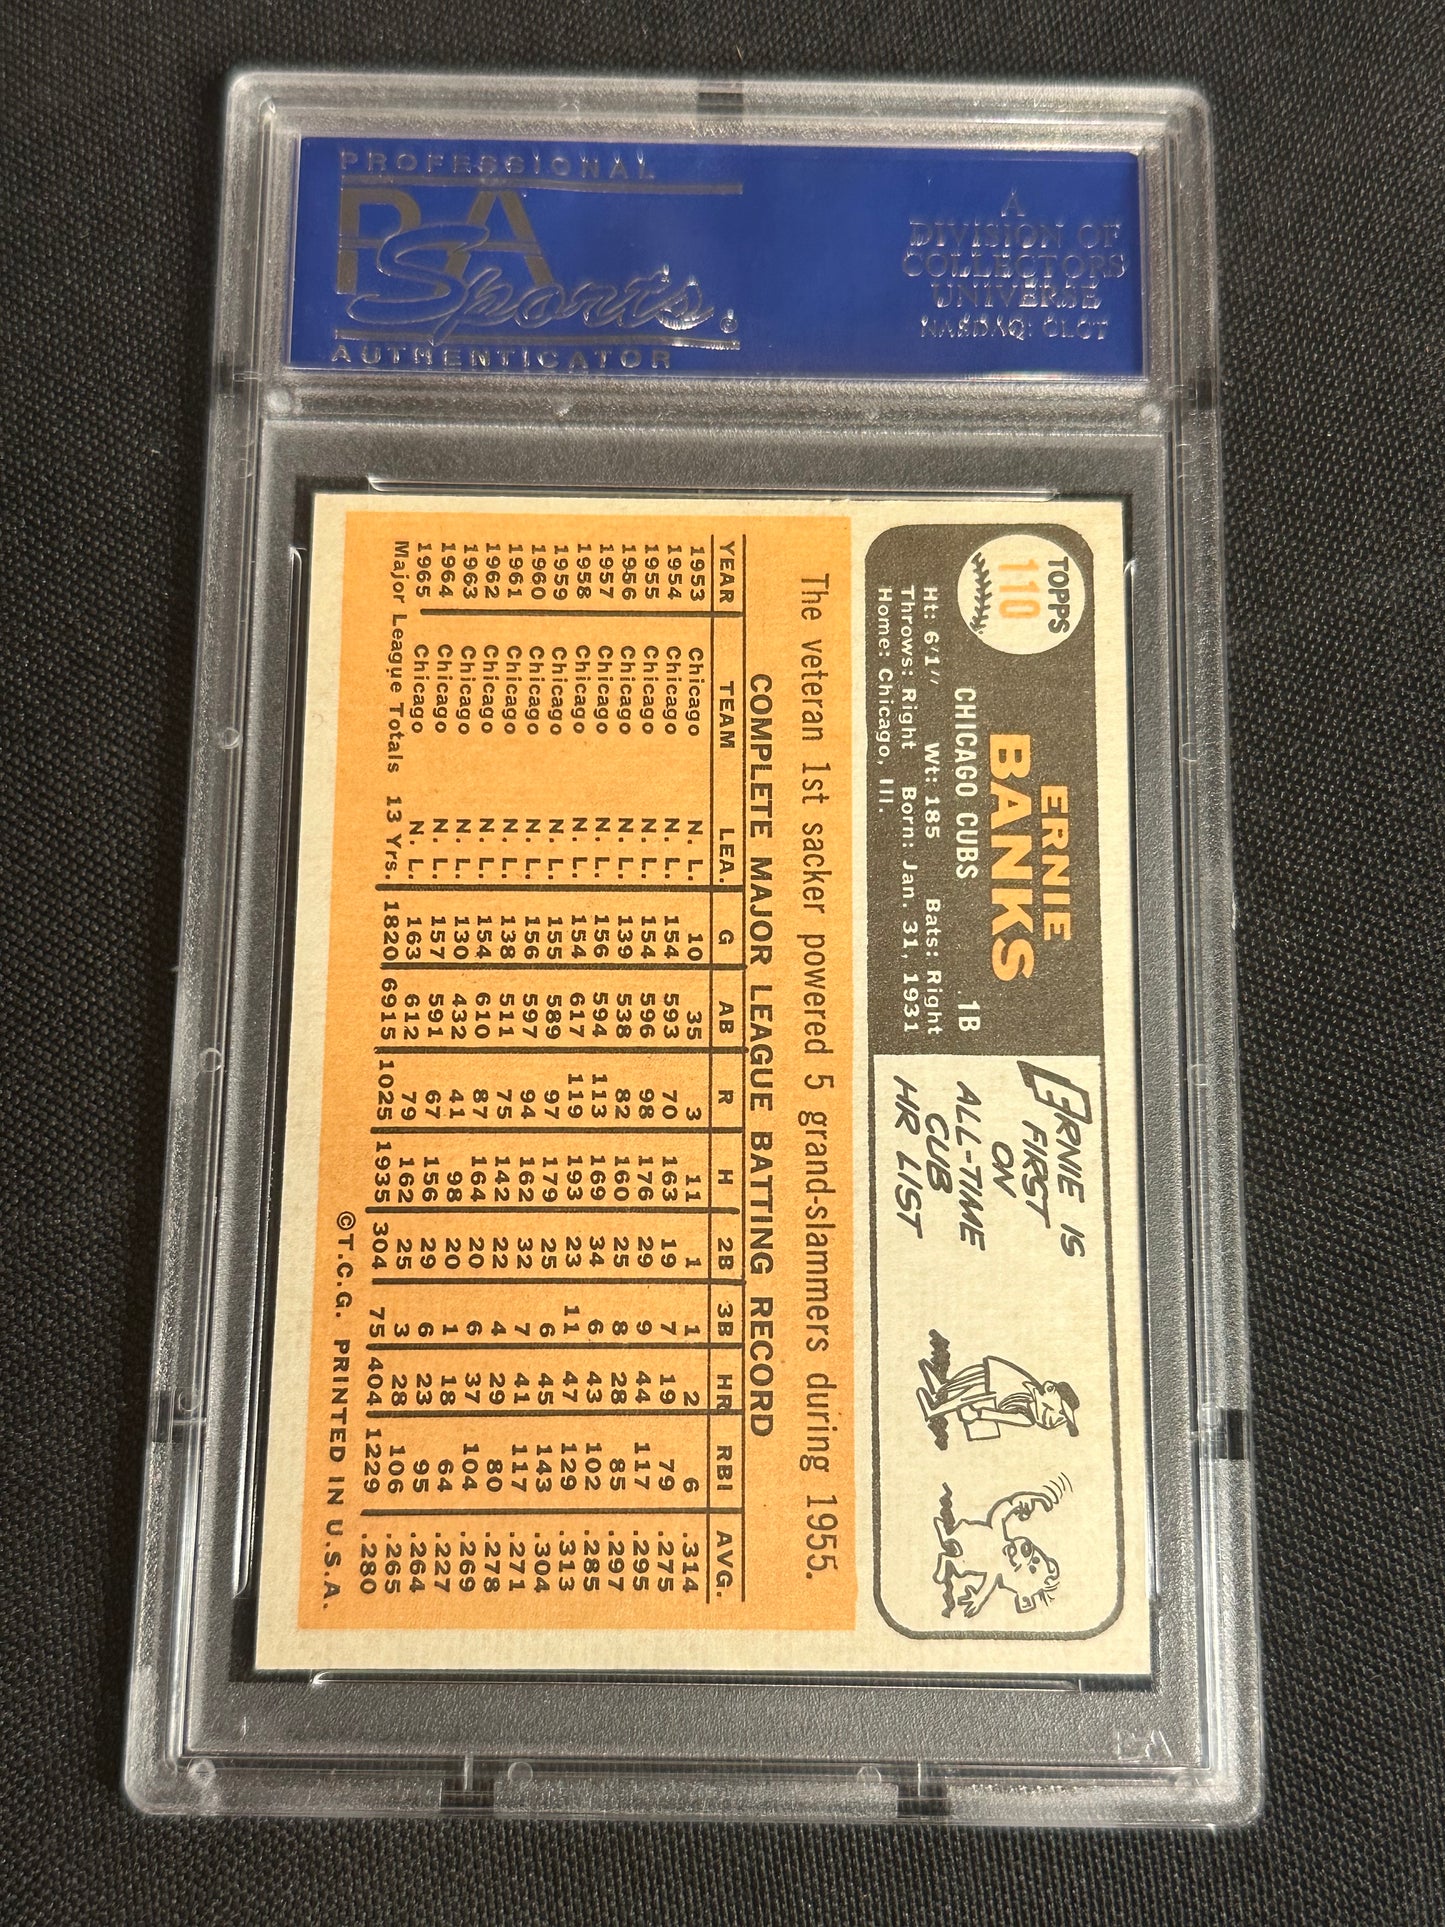 PROFESSIONAL
PSA
Sports
AUTHENTICATOR
A
DIVISION OF
COLLECTORS
UNIVERSE
NASDAQ: CLCT
TOPPS
110
ERNIE
BANKS
CHICAGO CUBS 1B
Ht: 6'1" Wt: 185 Bats: Right
Throws: Right Born: Jan. 31, 1931
Home: Chicago, Ill.
ERNIE IS
FIRST
ON
ALL-TIME
CUB
HR LIST
The veteran 1st sacker powered 5 grand-slammers during 1955.
COMPLETE MAJOR LEAGUE BATTING RECORD
YEAR TEAM LEA. G AB R H 2B 3B HR RBI AVG.
1953 Chicago N. L. 10 35 3 11 1 1 2 6 .314
1954 Chicago N. L. 154 593 70 163 19 7 19 79 .275
1955 Chicago N. L. 154 596 98 176 29 9 44 117 .295
1956 Chicago N. L. 139 538 82 160 25 8 28 85 .297
1957 Chicago N. L. 156 594 113 169 34 6 43 102 .285
1958 Chicago N. L. 154 617 119 193 23 11 47 129 .313
1959 Chicago N. L. 155 589 97 179 25 6 45 143 .304
1960 Chicago N. L. 156 597 94 162 32 7 41 117 .271
1961 Chicago N. L. 138 511 75 142 22 4 29 80 .278
1962 Chicago N. L. 154 610 87 164 20 6 37 104 .269
1963 Chicago N. L. 130 432 41 98 20 1 18 64 .227
1964 Chicago N. L. 157 591 67 156 29 6 23 95 .264
1965 Chicago N. L. 163 612 79 162 25 3 28 106 .265
Major League Totals 13 Yrs. 1820 6915 1025 1935 304 75 404 1229 .280
©T.C.G. PRINTED IN U.S.A.
PSA